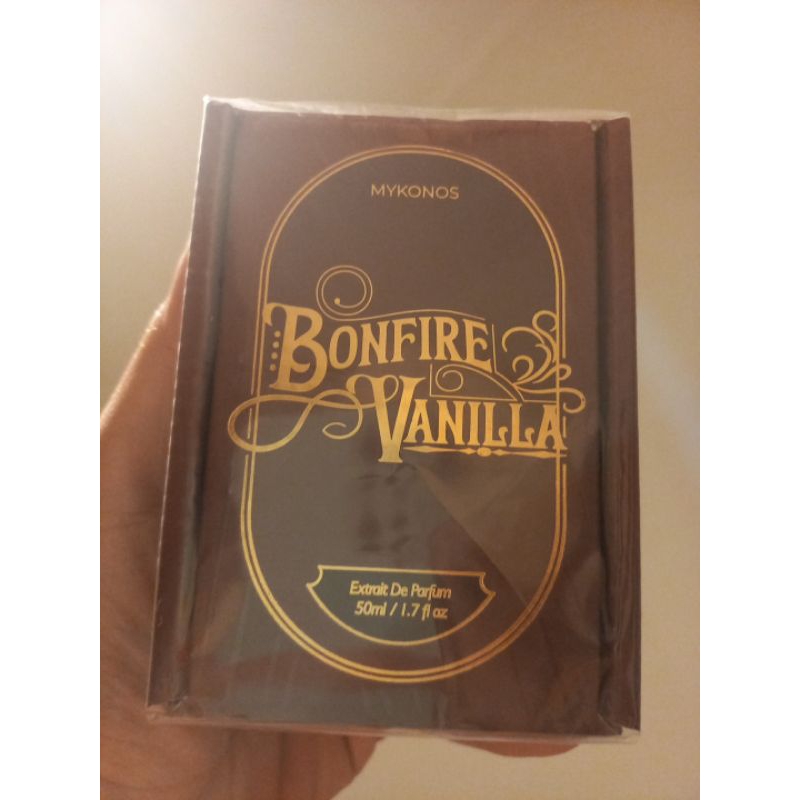 MYKONOS
BONFIRE
VANILLA
Extrait De Parfum
50ml / 1.7 fl oz